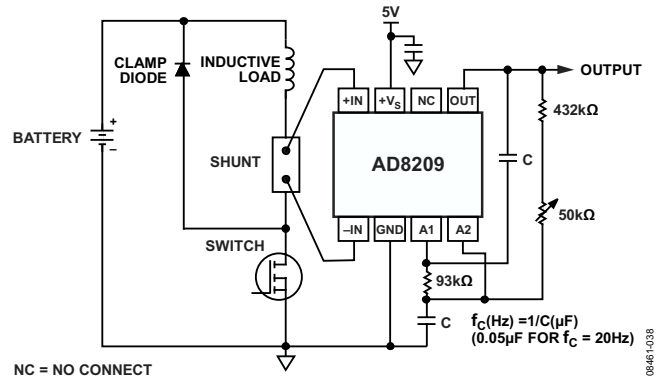 5V
CLAMP
DIODE
INDUCTIVE
LOAD
OUTPUT
+IN
+VS
NC
OUT
432kΩ
BATTERY
+
–
SHUNT
AD8209
C
50kΩ
–IN
GND
A1
A2
SWITCH
93kΩ
C
fC(Hz) =1/C(µF)
(0.05µF FOR fC = 20Hz)
NC = NO CONNECT
08461-038